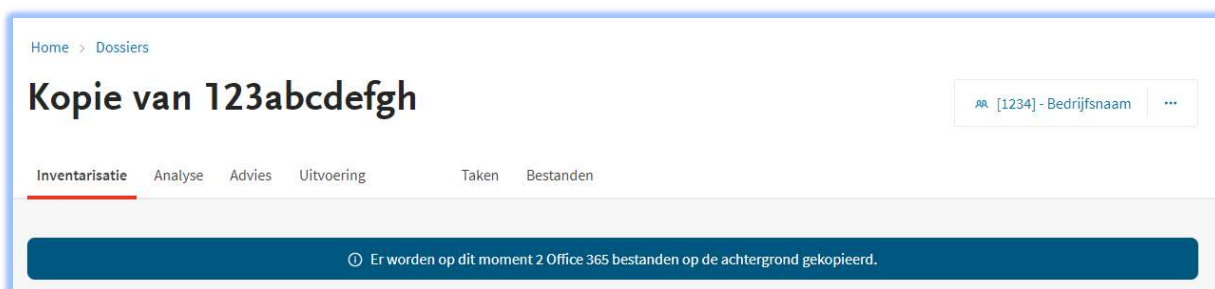 Home > Dossiers
Kopie van 123abcdefgh
[1234] - Bedrijfsnaam ...
Inventarisatie Analyse Advies Uitvoering Taken Bestanden
Er worden op dit moment 2 Office 365 bestanden op de achtergrond gekopieerd.